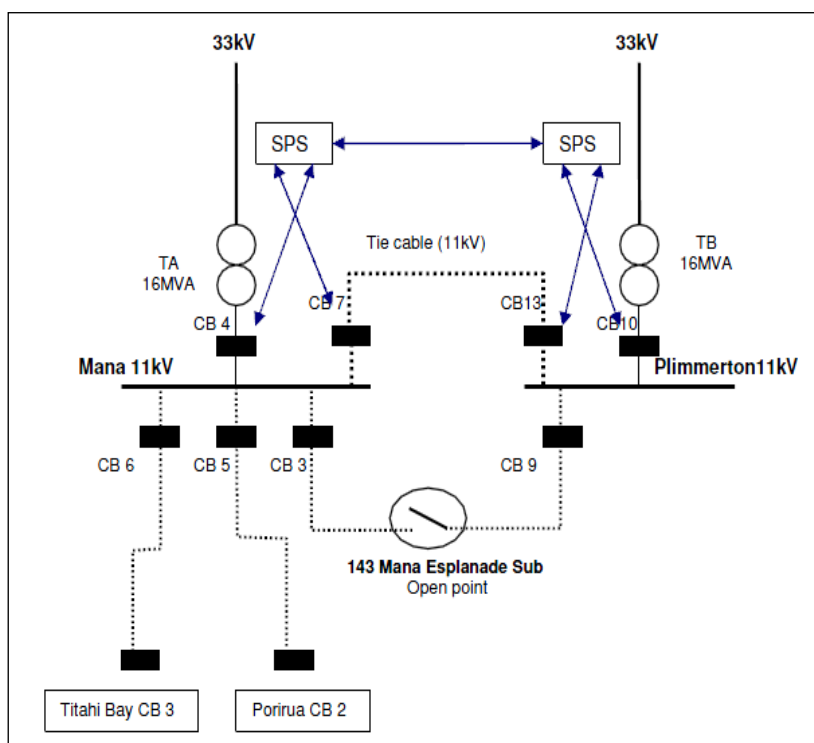 33kV
33kV
SPS
SPS
Tie cable (11kV)
TA
16MVA
TB
16MVA
CB 7
CB13
CB 4
CB10
Mana 11kV
Plimmerton11kV
CB 6
CB 5
CB 3
CB 9
143 Mana Esplanade Sub
Open point
Titahi Bay CB 3
Porirua CB 2